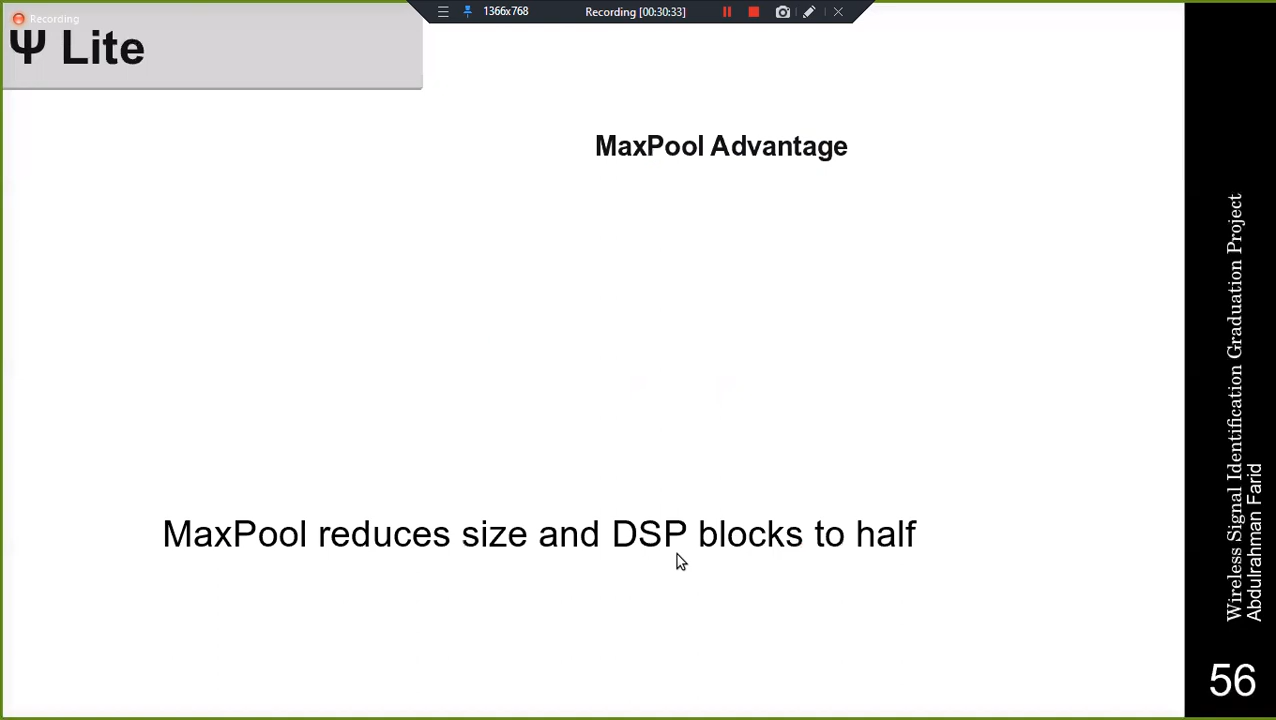 Recording
1366x768
Recording [00:30:33]
Ψ Lite
MaxPool Advantage
MaxPool reduces size and DSP blocks to half
Wireless Signal Identification Graduation Project
Abdulrahman Farid
56